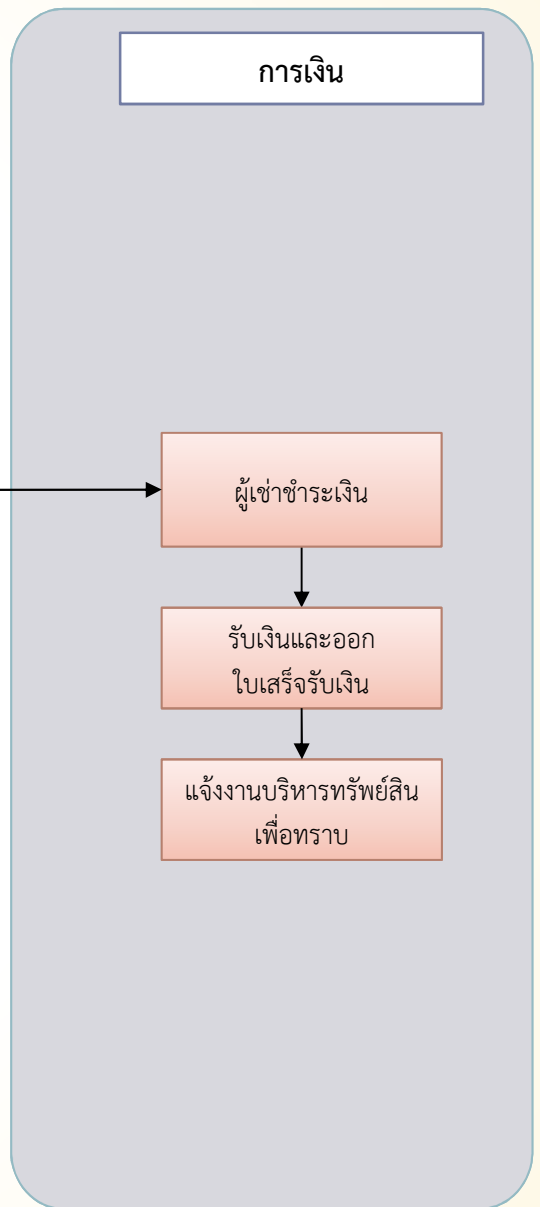 การเงิน
ผู้เช่าชำระเงิน
รับเงินและออก
ใบเสร็จรับเงิน
แจ้งงานบริหารทรัพย์สิน
เพื่อทราบ